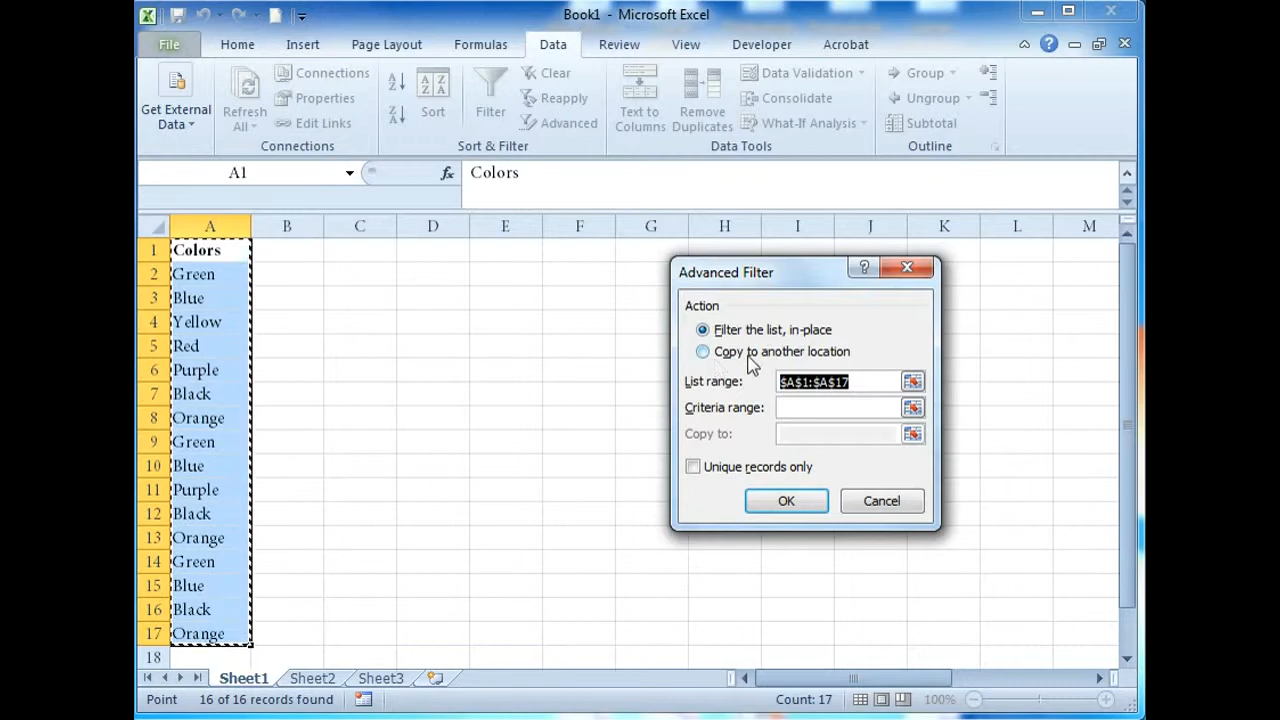 Book1 - Microsoft Excel
File Home Insert Page Layout Formulas Data Review View Developer Acrobat
Get External Data
Refresh All
Connections
Properties
Edit Links
Connections
Sort
Filter
Clear
Reapply
Advanced
Sort & Filter
Text to Columns
Remove Duplicates
Data Validation
Consolidate
What-If Analysis
Data Tools
Group
Ungroup
Subtotal
Outline
A1 fx Colors
A B C D E F G H I J K L M
1 Colors
2 Green
3 Blue
4 Yellow
5 Red
6 Purple
7 Black
8 Orange
9 Green
10 Blue
11 Purple
12 Black
13 Orange
14 Green
15 Blue
16 Black
17 Orange
18
Advanced Filter
Action
Filter the list, in-place
Copy to another location
List range: $A$1:$A$17
Criteria range:
Copy to:
Unique records only
OK Cancel
Sheet1 Sheet2 Sheet3
Point 16 of 16 records found Count: 17 100%